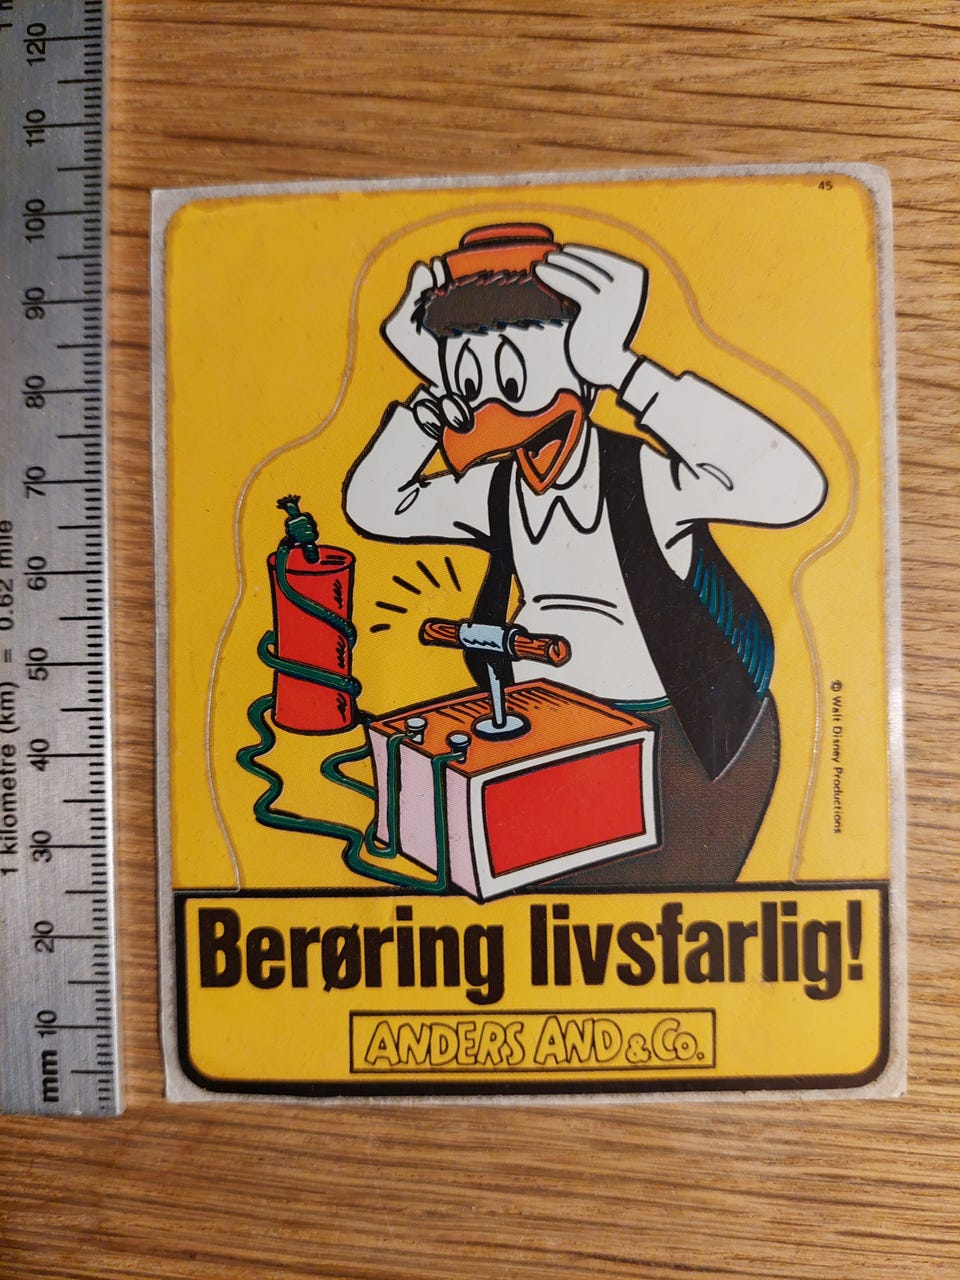 45
© Walt Disney Productions
Berøring livsfarlig!
ANDERS AND & Co.
120
110
100
90
80
70
60
50
40
30
20
10
mm
1 kilometre (km) = 0.62 mile